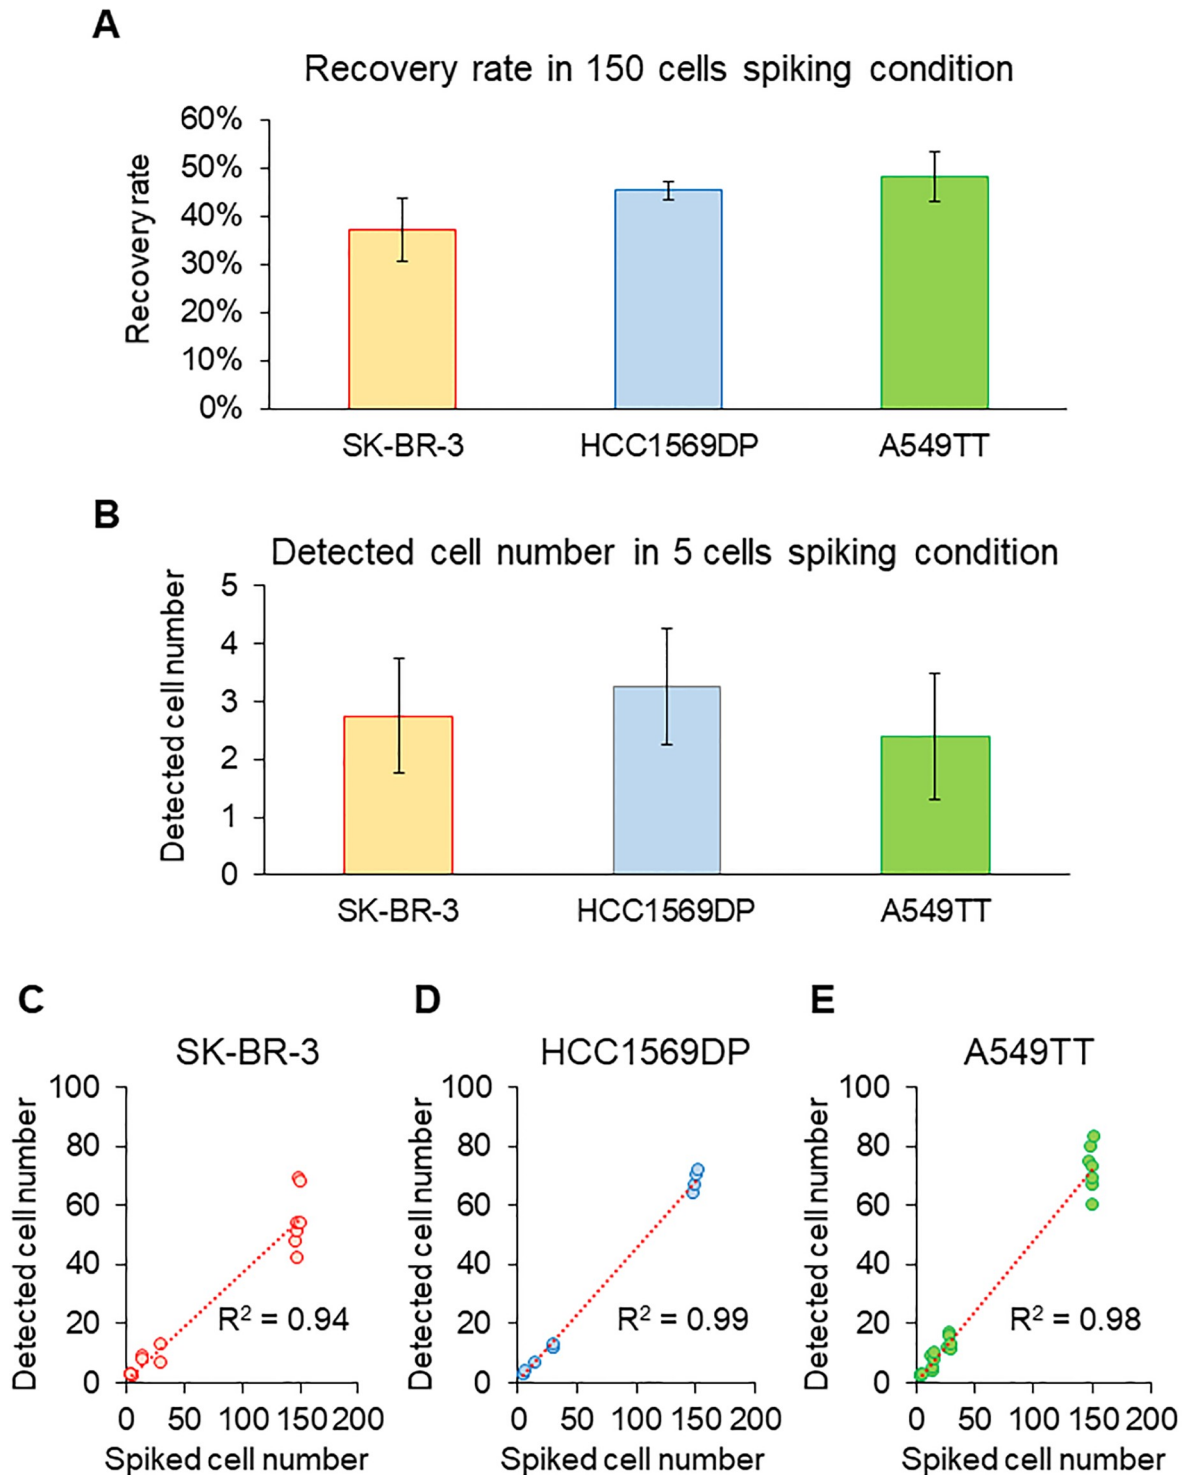 A
Recovery rate in 150 cells spiking condition
Recovery rate
60%
50%
40%
30%
20%
10%
0%
SK-BR-3 HCC1569DP A549TT
B
Detected cell number in 5 cells spiking condition
Detected cell number
5
4
3
2
1
0
SK-BR-3 HCC1569DP A549TT
C
SK-BR-3
Detected cell number
100
80
60
40
20
0
R² = 0.94
0 50 100 150 200
Spiked cell number
D
HCC1569DP
Detected cell number
100
80
60
40
20
0
R² = 0.99
0 50 100 150 200
Spiked cell number
E
A549TT
Detected cell number
100
80
60
40
20
0
R² = 0.98
0 50 100 150 200
Spiked cell number